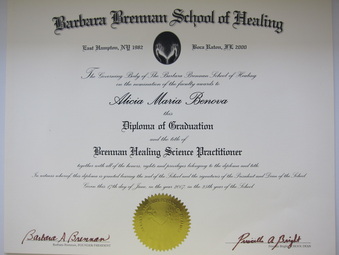 Barbara Brennan School of Healing
East Hampton, NY 1982 Boca Raton, FL 2000
The Governing Body of The Barbara Brennan School of Healing
on the nomination of the faculty awards to
Alicia Maria Benova
this
Diploma of Graduation
and the title of
Brennan Healing Science Practitioner
together with all of the honors, rights and privileges belonging to the diploma and title.
In witness whereof this diploma is granted bearing the seal of the School and the signatures of the President and Dean of the School
Given this 17th day of June, in the year 2007, in the 25th year of the School
Barbara A Brennan Priscilla A Bright